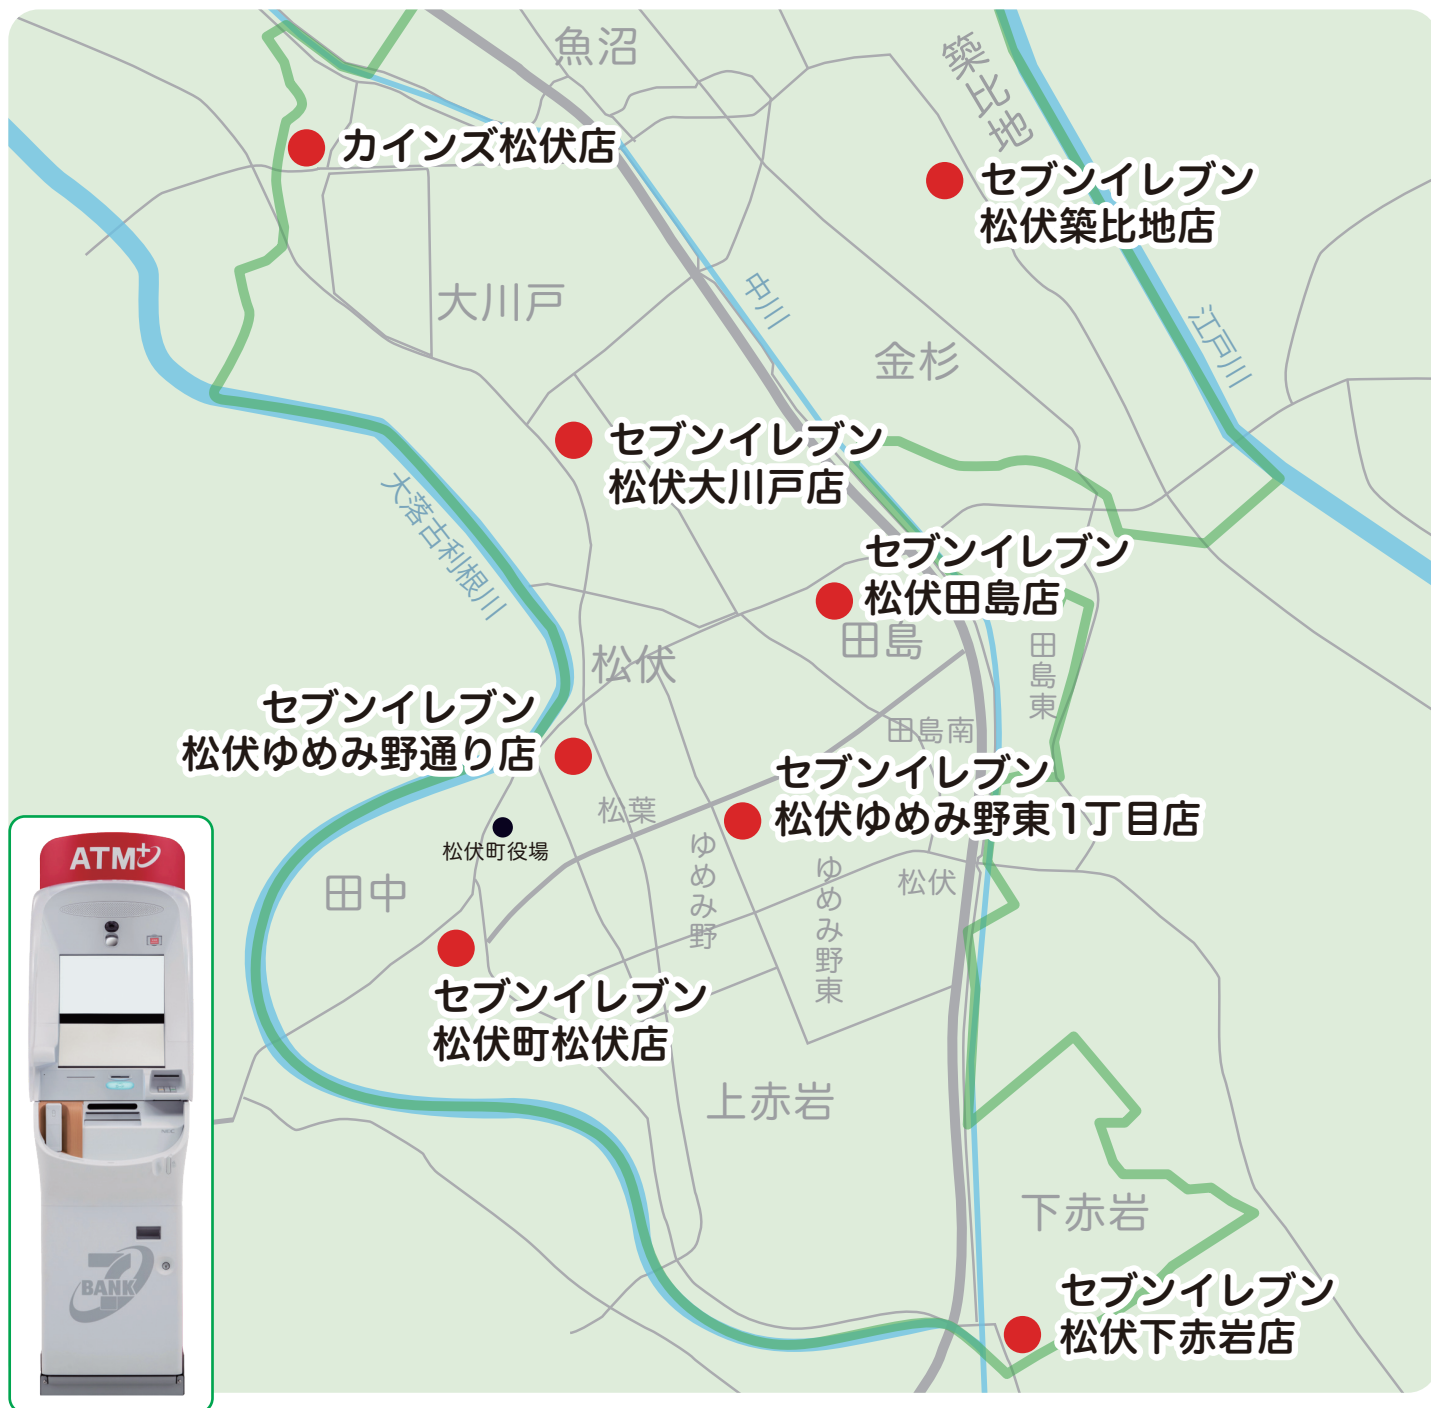 魚沼
築比地
カインズ松伏店
セブンイレブン
松伏築比地店
大川戸
中川
江戸川
金杉
セブンイレブン
松伏大川戸店
大落古利根川
セブンイレブン
松伏田島店
田島
田島東
松伏
セブンイレブン
松伏ゆめみ野通り店
田島南
セブンイレブン
松伏ゆめみ野東1丁目店
松葉
松伏町役場
ゆめみ野
ゆめみ野東
松伏
田中
ATM+
セブンイレブン
松伏町松伏店
上赤岩
下赤岩
7
BANK
セブンイレブン
松伏下赤岩店